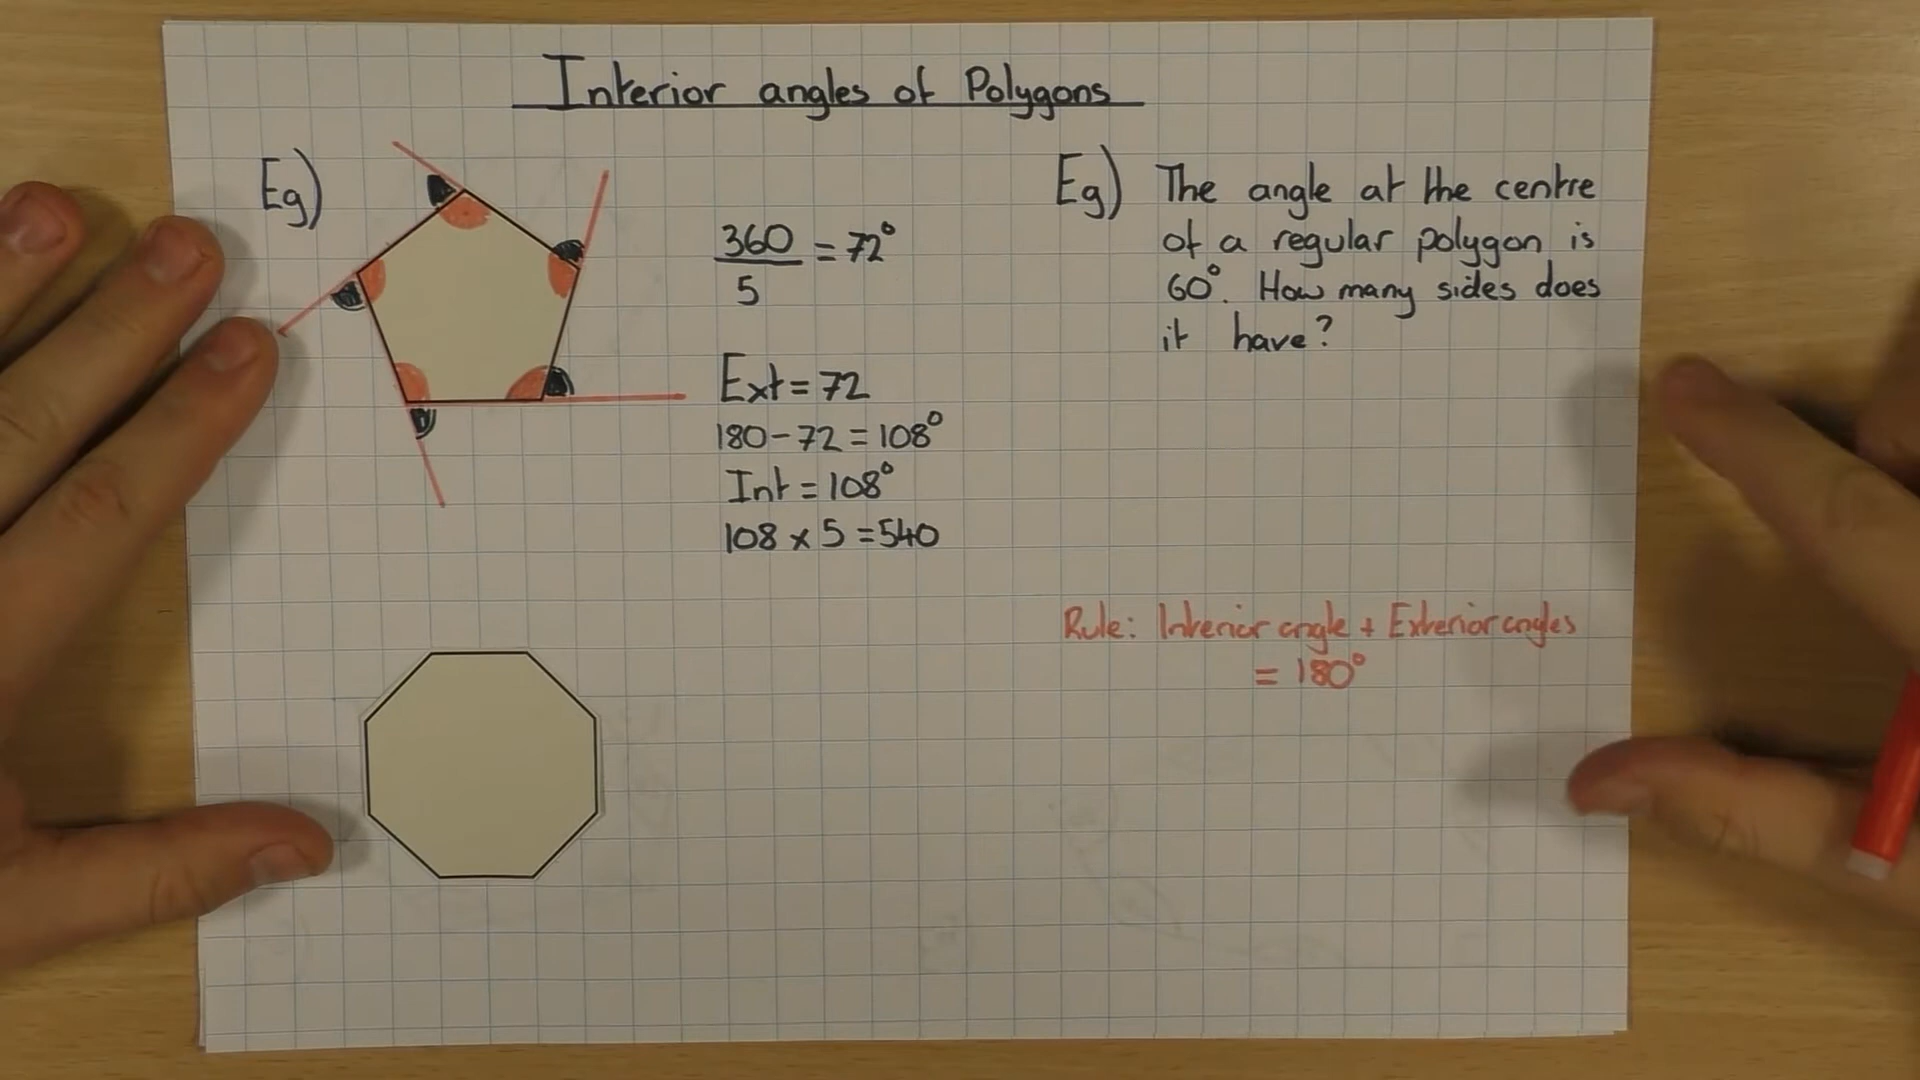 Interior angles of Polygons
Eg)
360
5
= 72°
Ext = 72
180 - 72 = 108°
Int = 108°
108 x 5 = 540
Eg) The angle at the centre
of a regular polygon is
60°. How many sides does
it have?
Rule: Interior angle + Exterior angles
= 180°